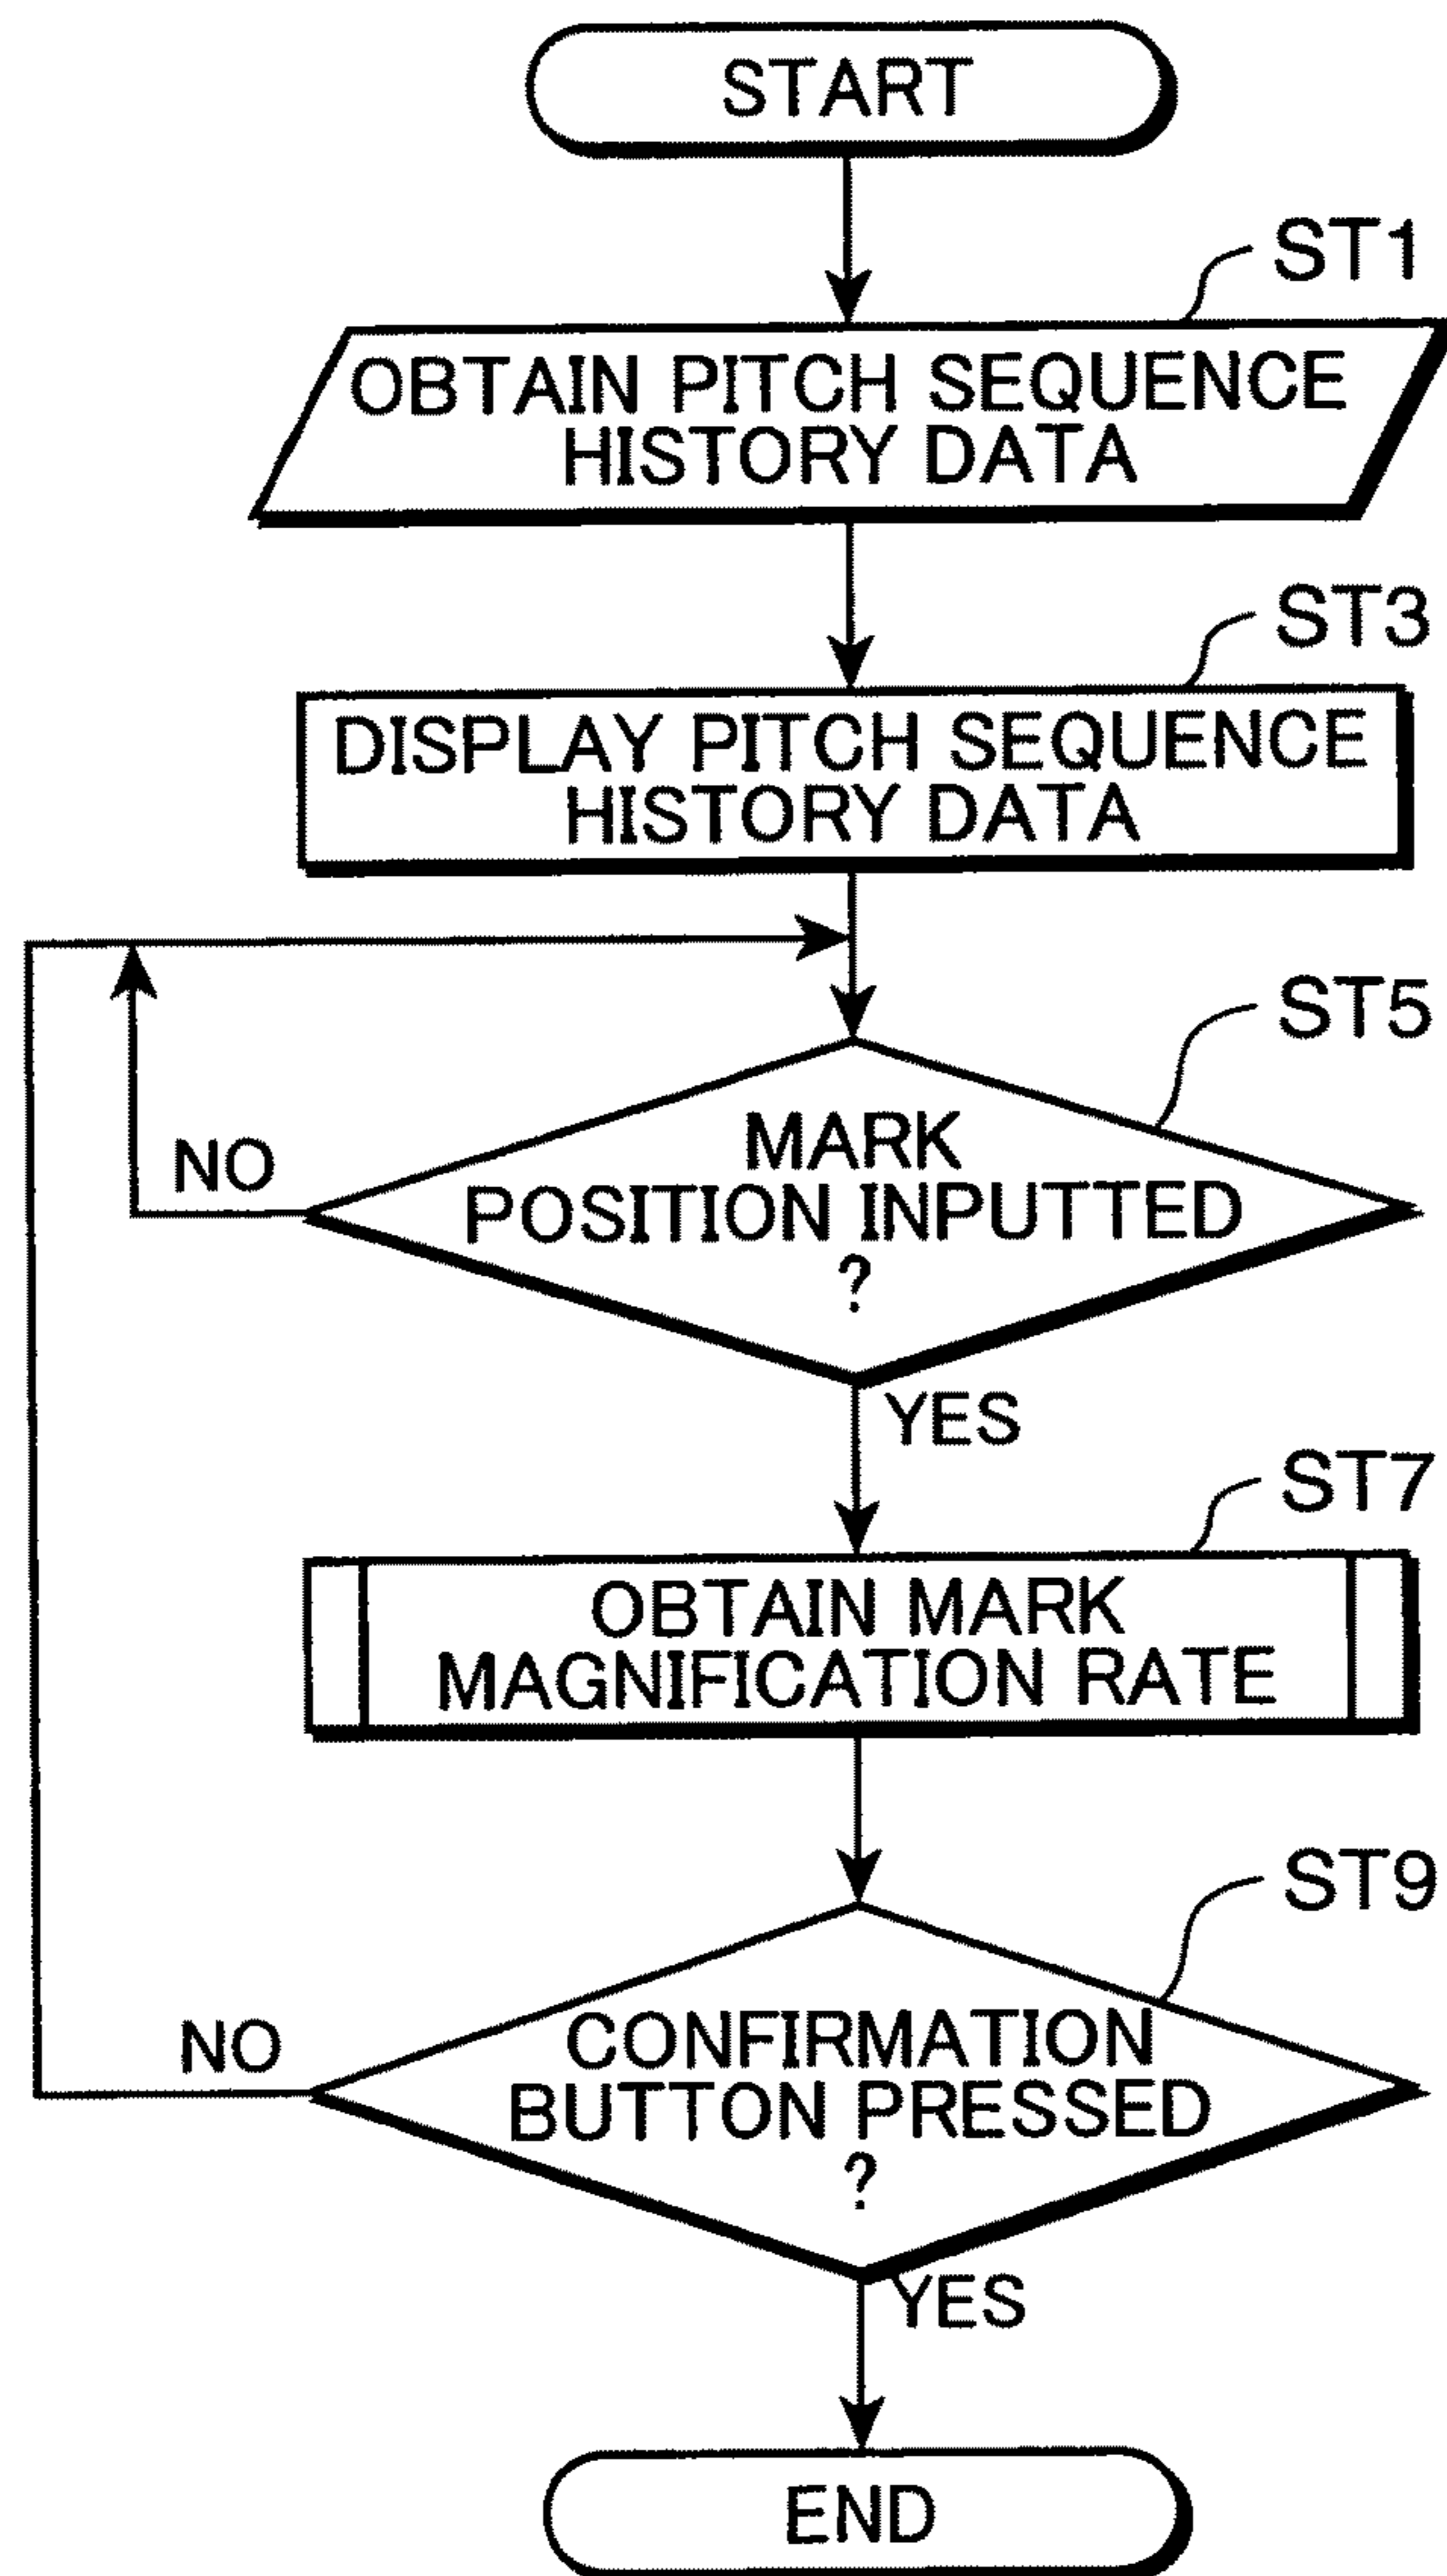 START
ST1
OBTAIN PITCH SEQUENCE
HISTORY DATA
ST3
DISPLAY PITCH SEQUENCE
HISTORY DATA
ST5
MARK
POSITION INPUTTED
?
NO
YES
ST7
OBTAIN MARK
MAGNIFICATION RATE
ST9
CONFIRMATION
BUTTON PRESSED
?
NO
YES
END